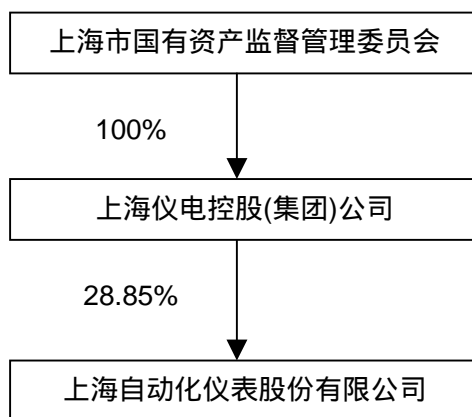 上海市国有资产监督管理委员会
100%
上海仪电控股(集团)公司
28.85%
上海自动化仪表股份有限公司